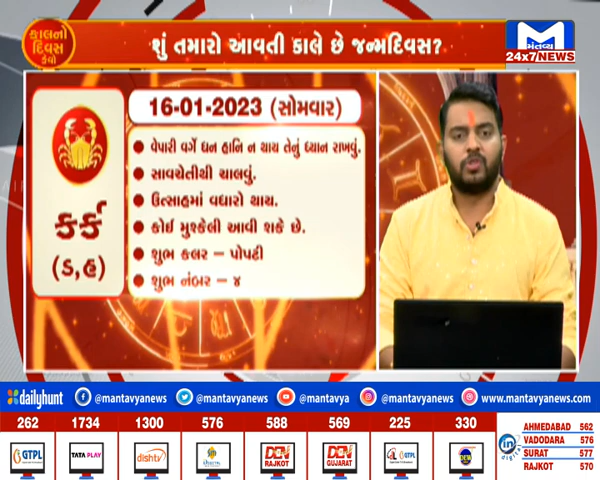 કાલનો
દિવસ
કેવો
શું તમારો આવતી કાલે છે જન્મદિવસ?
મંતવ્ય
24x7NEWS
16-01-2023 (સોમવાર)
વેપારી વર્ગે ધન હાનિ ન થાય તેનું ધ્યાન રાખવું.
સાવચેતીથી ચાલવું.
ઉત્સાહમાં વધારો થાય.
કોઈ મુશ્કેલી આવી શકે છે.
શુભ કલર – પોપટી
શુભ નંબર – ૪
કર્ક
(ડ,હ)
dailyhunt @mantavyanews @mantavyanews @mantavya @mantavyanews www.mantavyanews.com
262 1734 1300 576 588 569 225 330
GTPL TATA PLAY dishtv DEN RAJKOT DEN GUJARAT GTPL
in digital
AHMEDABAD 562
VADODARA 576
SURAT 577
RAJKOT 570